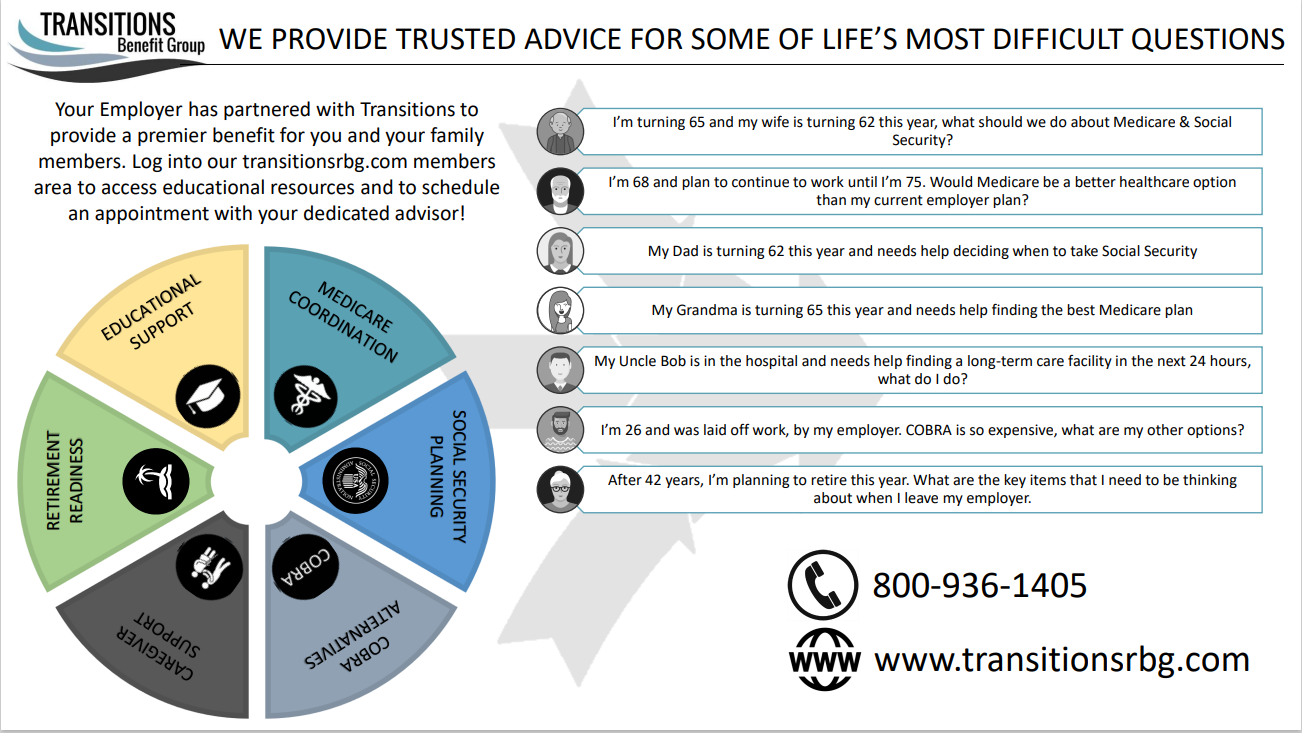 TRANSITIONS
Benefit Group
WE PROVIDE TRUSTED ADVICE FOR SOME OF LIFE’S MOST DIFFICULT QUESTIONS
Your Employer has partnered with Transitions to
provide a premier benefit for you and your family
members. Log into our transitionsrbg.com members
area to access educational resources and to schedule
an appointment with your dedicated advisor!
EDUCATIONAL
SUPPORT
MEDICARE
COORDINATION
SOCIAL SECURITY
PLANNING
SOCIAL SECURITY
ADMINISTRATION
USA
COBRA
ALTERNATIVES
COBRA
CAREGIVER
SUPPORT
RETIREMENT
READINESS
I’m turning 65 and my wife is turning 62 this year, what should we do about Medicare & Social
Security?
I’m 68 and plan to continue to work until I’m 75. Would Medicare be a better healthcare option
than my current employer plan?
My Dad is turning 62 this year and needs help deciding when to take Social Security
My Grandma is turning 65 this year and needs help finding the best Medicare plan
My Uncle Bob is in the hospital and needs help finding a long-term care facility in the next 24 hours,
what do I do?
I’m 26 and was laid off work, by my employer. COBRA is so expensive, what are my other options?
After 42 years, I’m planning to retire this year. What are the key items that I need to be thinking
about when I leave my employer.
800-936-1405
WWW
www.transitionsrbg.com